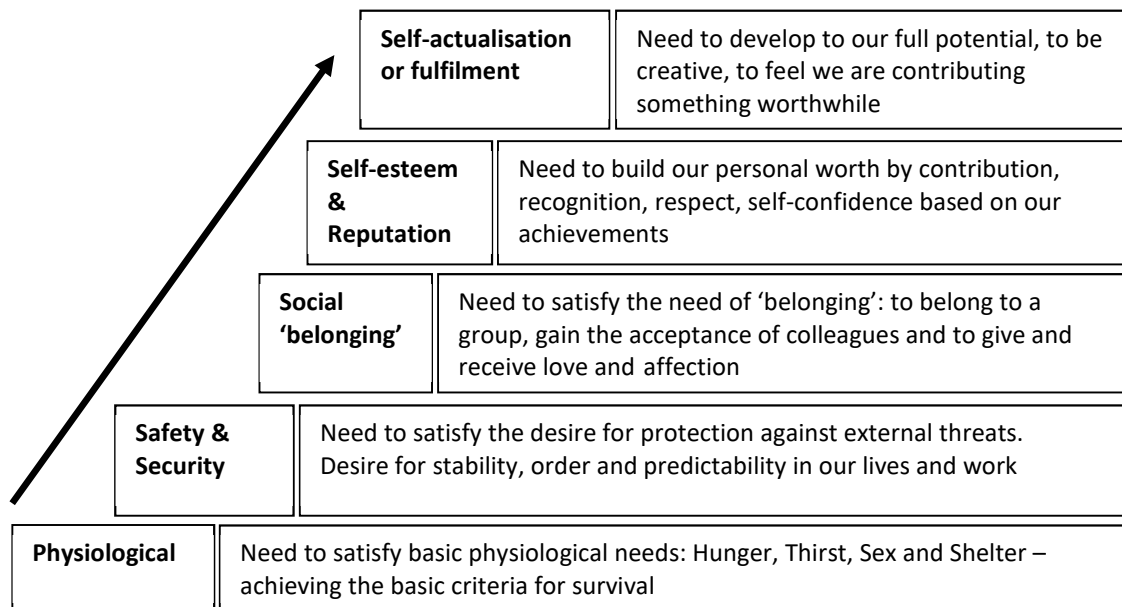 Self-actualisation
or fulfilment
Need to develop to our full potential, to be
creative, to feel we are contributing
something worthwhile
Self-esteem
&
Reputation
Need to build our personal worth by contribution,
recognition, respect, self-confidence based on our
achievements
Social
‘belonging’
Need to satisfy the need of ‘belonging’: to belong to a
group, gain the acceptance of colleagues and to give and
receive love and affection
Safety &
Security
Need to satisfy the desire for protection against external threats.
Desire for stability, order and predictability in our lives and work
Physiological
Need to satisfy basic physiological needs: Hunger, Thirst, Sex and Shelter –
achieving the basic criteria for survival